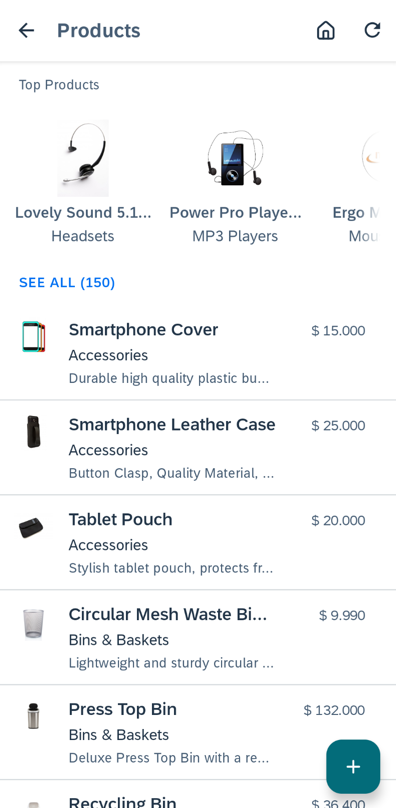 Products
Top Products
Lovely Sound 5.1...
Headsets
Power Pro Playe...
MP3 Players
Ergo M
Mou
SEE ALL (150)
Smartphone Cover
$ 15.000
Accessories
Durable high quality plastic bu...
Smartphone Leather Case
$ 25.000
Accessories
Button Clasp, Quality Material, ...
Tablet Pouch
$ 20.000
Accessories
Stylish tablet pouch, protects fr...
Circular Mesh Waste Bi...
$ 9.990
Bins & Baskets
Lightweight and sturdy circular ...
Press Top Bin
$ 132.000
Bins & Baskets
Deluxe Press Top Bin with a re...
Recycling Bin
$ 36.400